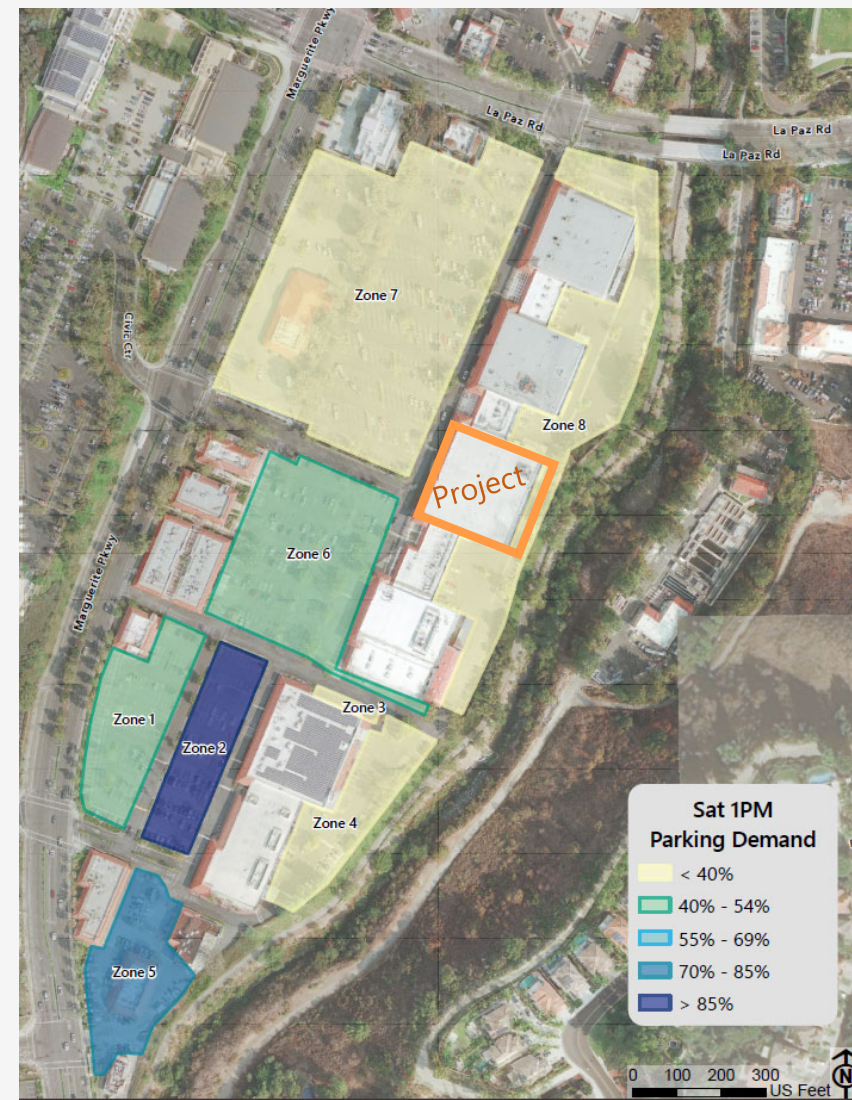 Marguerite Pkwy
La Paz Rd
La Paz Rd
La Paz Rd
Zone 7
Civic Ctr
Zone 8
Project
Zone 6
Marguerite Pkwy
Zone 3
Zone 1
Zone 2
Zone 4
Zone 5
Sat 1PM
Parking Demand
< 40%
40% - 54%
55% - 69%
70% - 85%
> 85%
0 100 200 300
US Feet
N